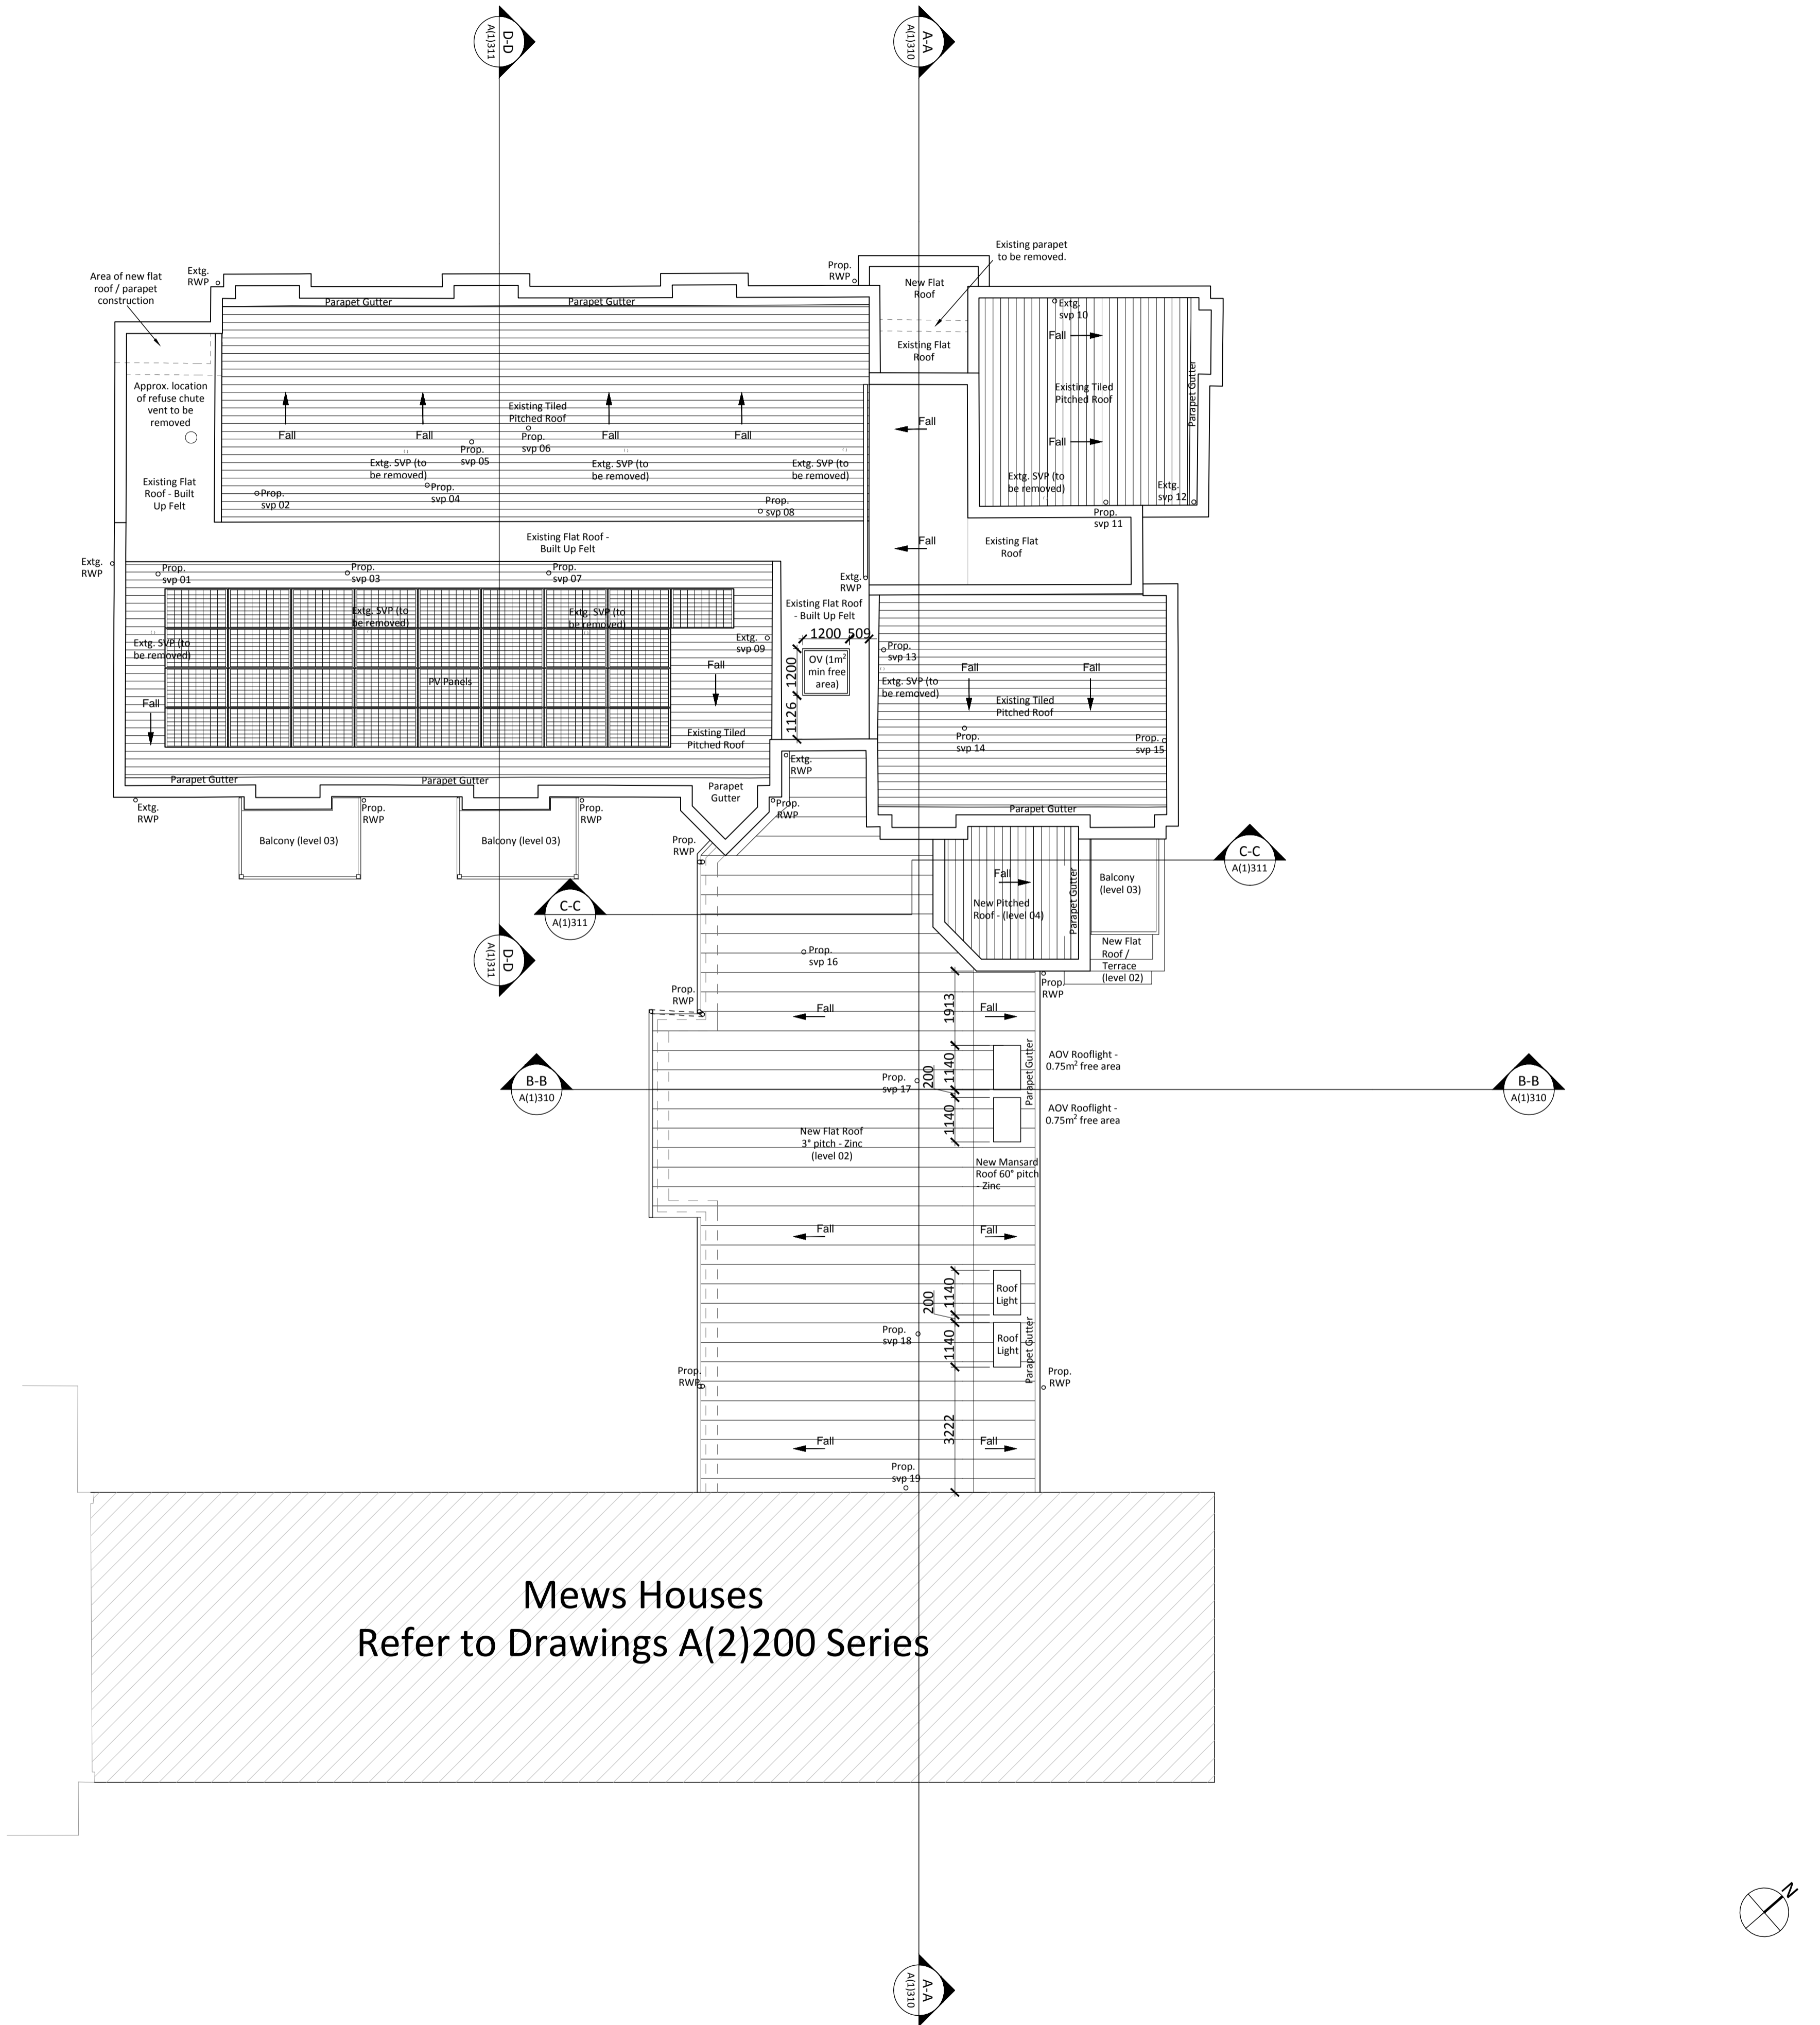 D-D
A(1)311
A-A
A(1)310
Existing parapet
to be removed.
Area of new flat
roof / parapet
construction
Extg.
RWP
Prop.
RWP
New Flat
Roof
Parapet Gutter
Parapet Gutter
Extg.
svp 10
Fall
Existing Flat
Roof
Parapet Gutter
Approx. location
of refuse chute
vent to be
removed
Existing Tiled
Pitched Roof
Existing Tiled
Pitched Roof
Fall
Fall
Fall
Fall
Fall
Fall
Prop.
svp 05
Prop.
svp 06
Extg. SVP (to
be removed)
Extg. SVP (to
be removed)
Extg. SVP (to
be removed)
Extg. SVP (to
be removed)
Extg.
svp 12
Existing Flat
Roof - Built
Up Felt
Prop.
svp 02
Prop.
svp 04
Prop.
svp 08
Prop.
svp 11
Existing Flat Roof -
Built Up Felt
Fall
Existing Flat
Roof
Extg.
RWP
Prop.
svp 01
Prop.
svp 03
Prop.
svp 07
Extg.
RWP
Existing Flat Roof
- Built Up Felt
Extg. SVP (to
be removed)
Extg. SVP (to
be removed)
Extg. SVP (to
be removed)
Extg.
svp 09
1200
509
1200
1126
OV (1m²
min free
area)
Prop.
svp 13
Extg. SVP (to
be removed)
Fall
Fall
Fall
PV Panels
Fall
Existing Tiled
Pitched Roof
Existing Tiled
Pitched Roof
Prop.
svp 14
Prop.
svp 15
Extg.
RWP
Parapet Gutter
Parapet Gutter
Parapet
Gutter
Extg.
RWP
Prop.
RWP
Prop.
RWP
Prop.
RWP
Parapet Gutter
Balcony (level 03)
Balcony (level 03)
Prop.
RWP
C-C
A(1)311
Fall
Parapet Gutter
Balcony
(level 03)
New Pitched
Roof - (level 04)
C-C
A(1)311
New Flat
Roof /
Terrace
(level 02)
D-D
A(1)311
Prop.
svp 16
Prop.
RWP
Prop.
RWP
1913
Fall
Fall
1140
200
1140
Parapet Gutter
AOV Rooflight -
0.75m² free area
B-B
A(1)310
Prop.
svp 17
B-B
A(1)310
AOV Rooflight -
0.75m² free area
New Flat Roof
3° pitch - Zinc
(level 02)
New Mansard
Roof 60° pitch
- Zinc
Fall
Fall
1140
200
1140
Roof
Light
Roof
Light
Parapet Gutter
Prop.
svp 18
Prop.
RWP
Prop.
RWP
3222
Fall
Fall
Prop.
svp 19
Mews Houses
Refer to Drawings A(2)200 Series
N
A-A
A(1)310